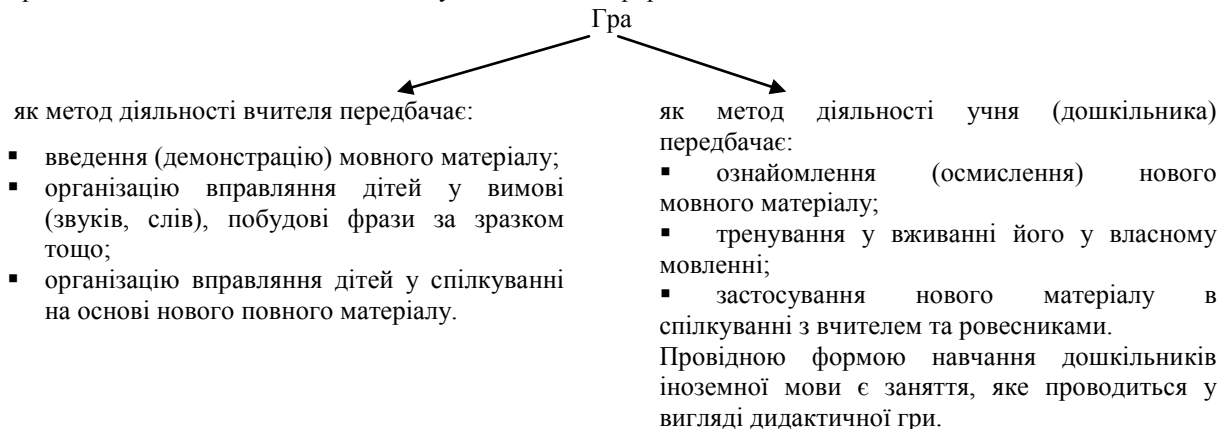 Гра
як метод діяльності вчителя передбачає:
▪ введення (демонстрацію) мовного матеріалу;
▪ організацію вправляння дітей у вимові
(звуків, слів), побудові фрази за зразком
тощо;
▪ організацію вправляння дітей у спілкуванні
на основі нового повного матеріалу.
як метод діяльності учня (дошкільника)
передбачає:
▪ ознайомлення (осмислення) нового
мовного матеріалу;
▪ тренування у вживанні його у власному
мовленні;
▪ застосування нового матеріалу в
спілкуванні з вчителем та ровесниками.
Провідною формою навчання дошкільників
іноземної мови є заняття, яке проводиться у
вигляді дидактичної гри.